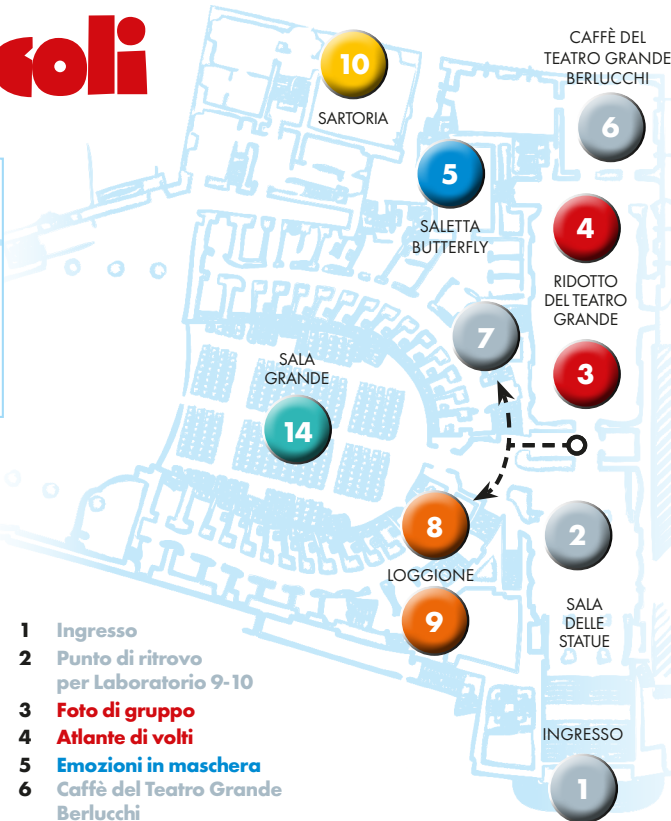 coli
CAFFÈ DEL
TEATRO GRANDE
BERLUCCHI
10
6
SARTORIA
5
4
SALETTA
BUTTERFLY
RIDOTTO
DEL TEATRO
GRANDE
7
SALA
GRANDE
3
14
8
2
LOGGIONE
9
SALA
DELLE
STATUE
INGRESSO
1
1 Ingresso
2 Punto di ritrovo
per Laboratorio 9-10
3 Foto di gruppo
4 Atlante di volti
5 Emozioni in maschera
6 Caffè del Teatro Grande
Berlucchi